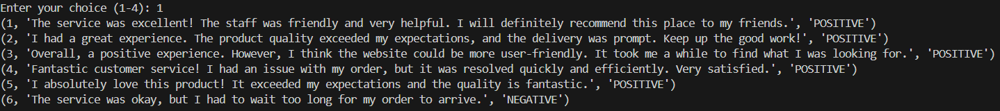 Enter your choice (1-4): 1
(1, 'The service was excellent! The staff was friendly and very helpful. I will definitely recommend this place to my friends.', 'POSITIVE')
(2, 'I had a great experience. The product quality exceeded my expectations, and the delivery was prompt. Keep up the good work!', 'POSITIVE')
(3, 'Overall, a positive experience. However, I think the website could be more user-friendly. It took me a while to find what I was looking for.', 'POSITIVE')
(4, 'Fantastic customer service! I had an issue with my order, but it was resolved quickly and efficiently. Very satisfied.', 'POSITIVE')
(5, 'I absolutely love this product! It exceeded my expectations and the quality is fantastic.', 'POSITIVE')
(6, 'The service was okay, but I had to wait too long for my order to arrive.', 'NEGATIVE')